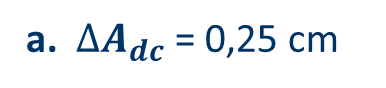 a. ΔA_dc = 0,25 cm